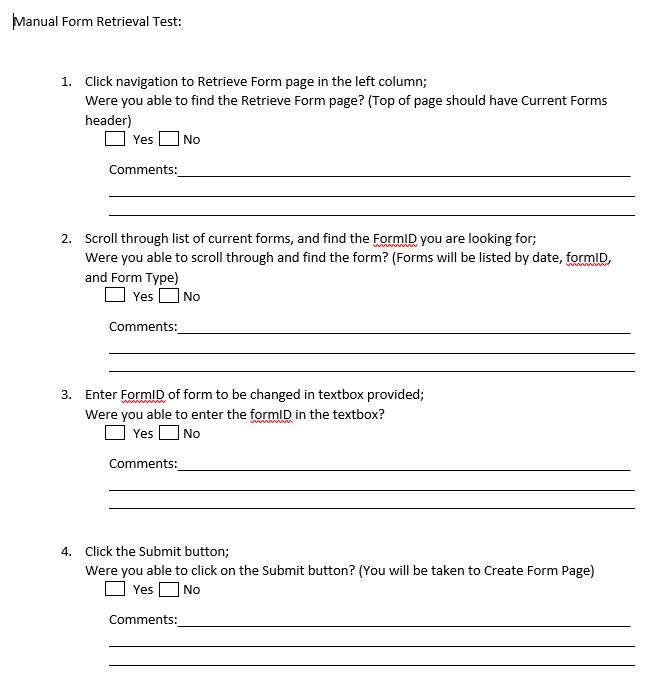 Manual Form Retrieval Test:
1. Click navigation to Retrieve Form page in the left column;
Were you able to find the Retrieve Form page? (Top of page should have Current Forms
header)
Yes No
Comments:
2. Scroll through list of current forms, and find the FormID you are looking for;
Were you able to scroll through and find the form? (Forms will be listed by date, formID,
and Form Type)
Yes No
Comments:
3. Enter FormID of form to be changed in textbox provided;
Were you able to enter the formID in the textbox?
Yes No
Comments:
4. Click the Submit button;
Were you able to click on the Submit button? (You will be taken to Create Form Page)
Yes No
Comments: